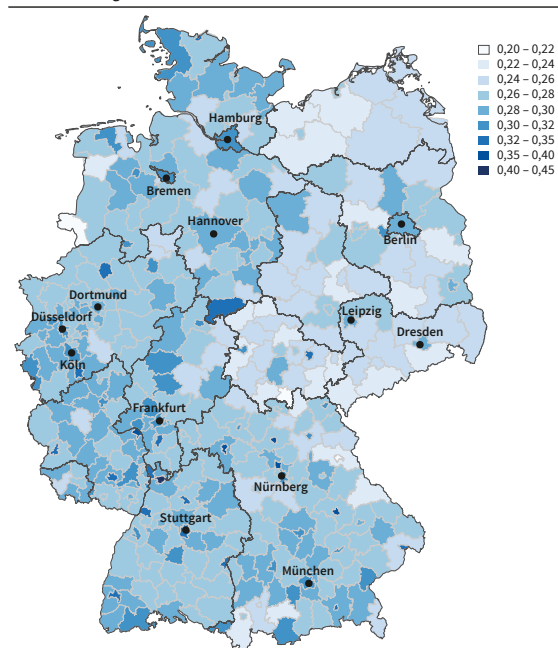 0,20 – 0,22
0,22 – 0,24
0,24 – 0,26
0,26 – 0,28
0,28 – 0,30
0,30 – 0,32
0,32 – 0,35
0,35 – 0,40
0,40 – 0,45
Hamburg
Bremen
Hannover
Berlin
Dortmund
Düsseldorf
Leipzig
Dresden
Köln
Frankfurt
Nürnberg
Stuttgart
München